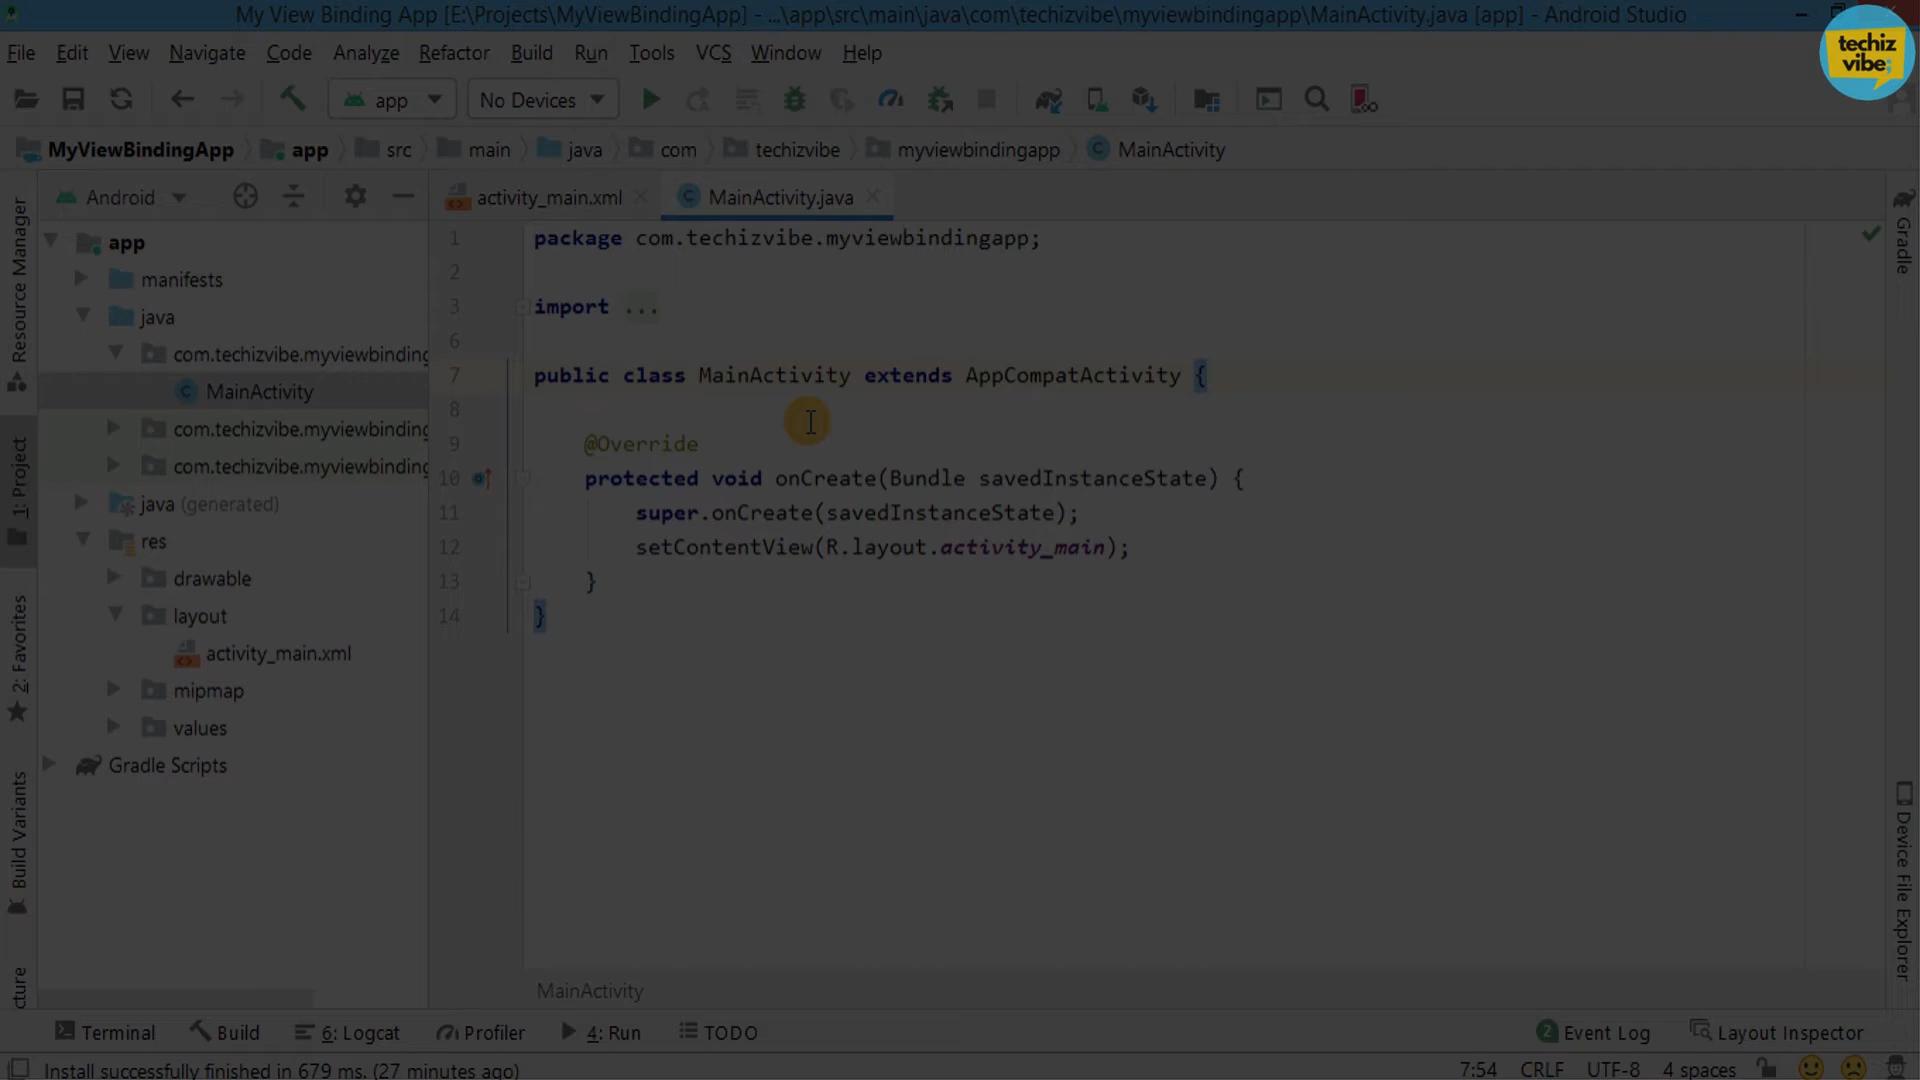 My View Binding App [E:\Projects\MyViewBindingApp] - ...\app\src\main\java\com\techizvibe\myviewbindingapp\MainActivity.java [app] - Android Studio
techiz
vibe:
File Edit View Navigate Code Analyze Refactor Build Run Tools VCS Window Help
app No Devices
MyViewBindingApp app src main java com techizvibe myviewbindingapp MainActivity
Resource Manager
1: Project
2: Favorites
Build Variants
cture
Android
app
manifests
java
com.techizvibe.myviewbinding
MainActivity
com.techizvibe.myviewbinding
com.techizvibe.myviewbinding
java (generated)
res
drawable
layout
activity_main.xml
mipmap
values
Gradle Scripts
activity_main.xml MainActivity.java
1 package com.techizvibe.myviewbindingapp;
2
3 import ...
6
7 public class MainActivity extends AppCompatActivity {
8
9 @Override
10 protected void onCreate(Bundle savedInstanceState) {
11 super.onCreate(savedInstanceState);
12 setContentView(R.layout.activity_main);
13 }
14 }
MainActivity
Gradle
Device File Explorer
Terminal Build 6: Logcat Profiler 4: Run TODO 2 Event Log Layout Inspector
Install successfully finished in 679 ms. (27 minutes ago) 7:54 CRLF UTF-8 4 spaces